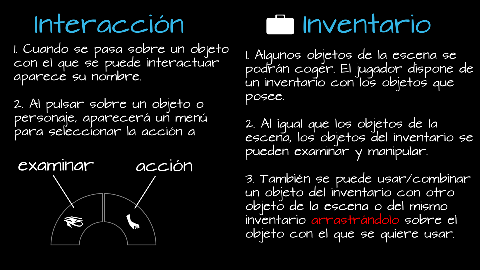 Interacción
1. Cuando se pasa sobre un objeto
con el que se puede interactuar
aparece su nombre.
2. Al pulsar sobre un objeto o
personaje, aparecerá un menú
para seleccionar la acción a
examinar
acción
Inventario
1. Algunos objetos de la escena se
podrán coger. El jugador dispone de
un inventario con los objetos que
posee.
2. Al igual que los objetos de la
escena, los objetos del inventario se
pueden examinar y manipular.
3. También se puede usar/combinar
un objeto del inventario con otro
objeto de la escena o del mismo
inventario arrastrándolo sobre el
objeto con el que se quiere usar.